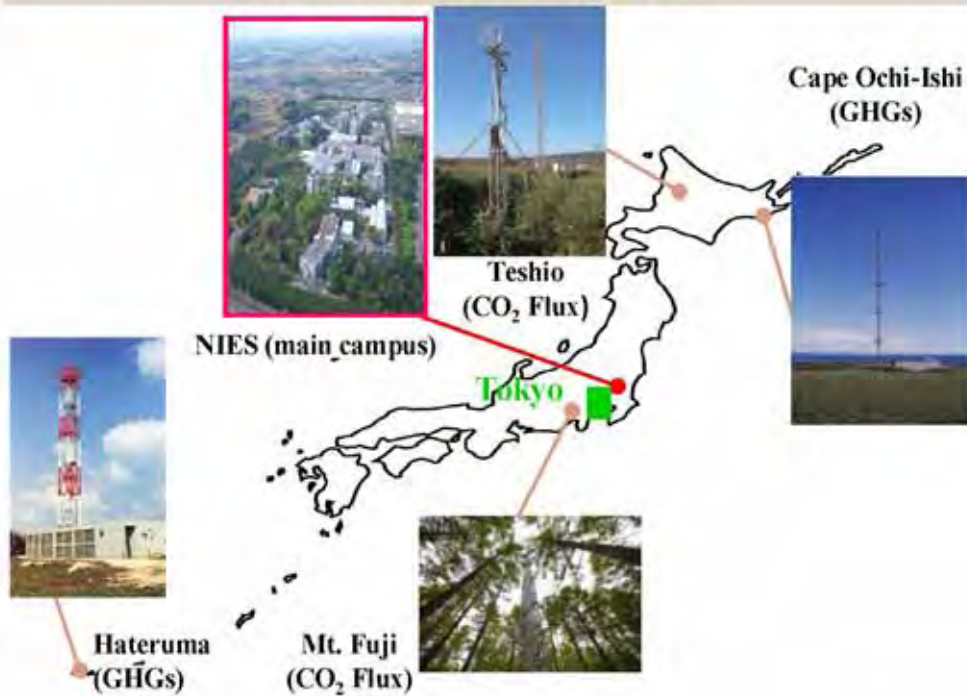 Cape Ochi-Ishi
(GHGs)
Teshio
(CO₂ Flux)
NIES (main campus)
Tokyo
Hateruma
(GHGs)
Mt. Fuji
(CO₂ Flux)